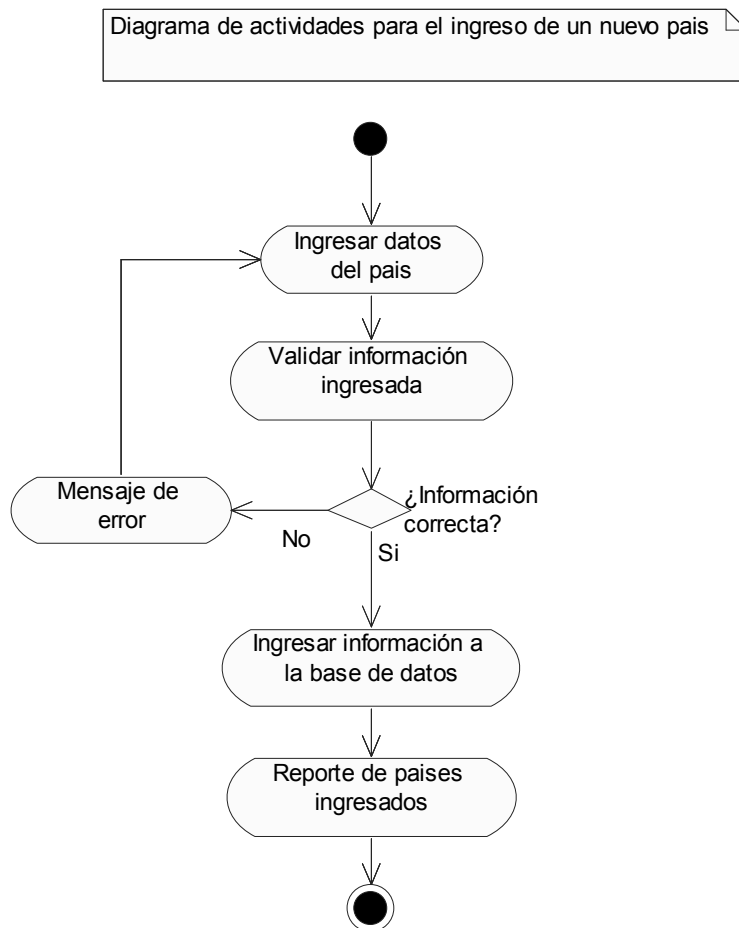 Diagrama de actividades para el ingreso de un nuevo pais
Ingresar datos
del pais
Validar información
ingresada
¿Información
correcta?
Mensaje de
error
No
Si
Ingresar información a
la base de datos
Reporte de paises
ingresados